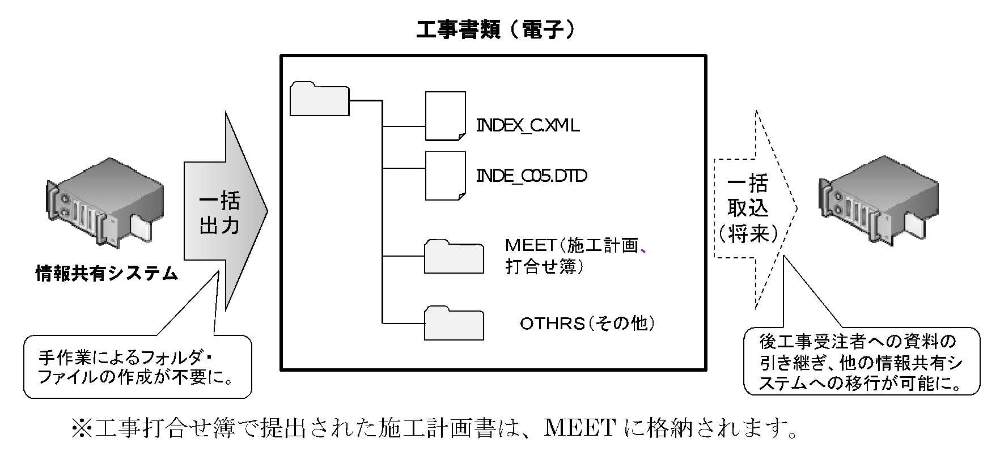 工事書類（電子）
INDEX_C.XML
INDE_C05.DTD
MEET（施工計画、
打合せ簿）
OTHRS（その他）
一括
出力
情報共有システム
手作業によるフォルダ・
ファイルの作成が不要に。
一括
取込
（将来）
後工事受注者への資料の
引き継ぎ、他の情報共有シ
ステムへの移行が可能に。
※工事打合せ簿で提出された施工計画書は、MEET に格納されます。